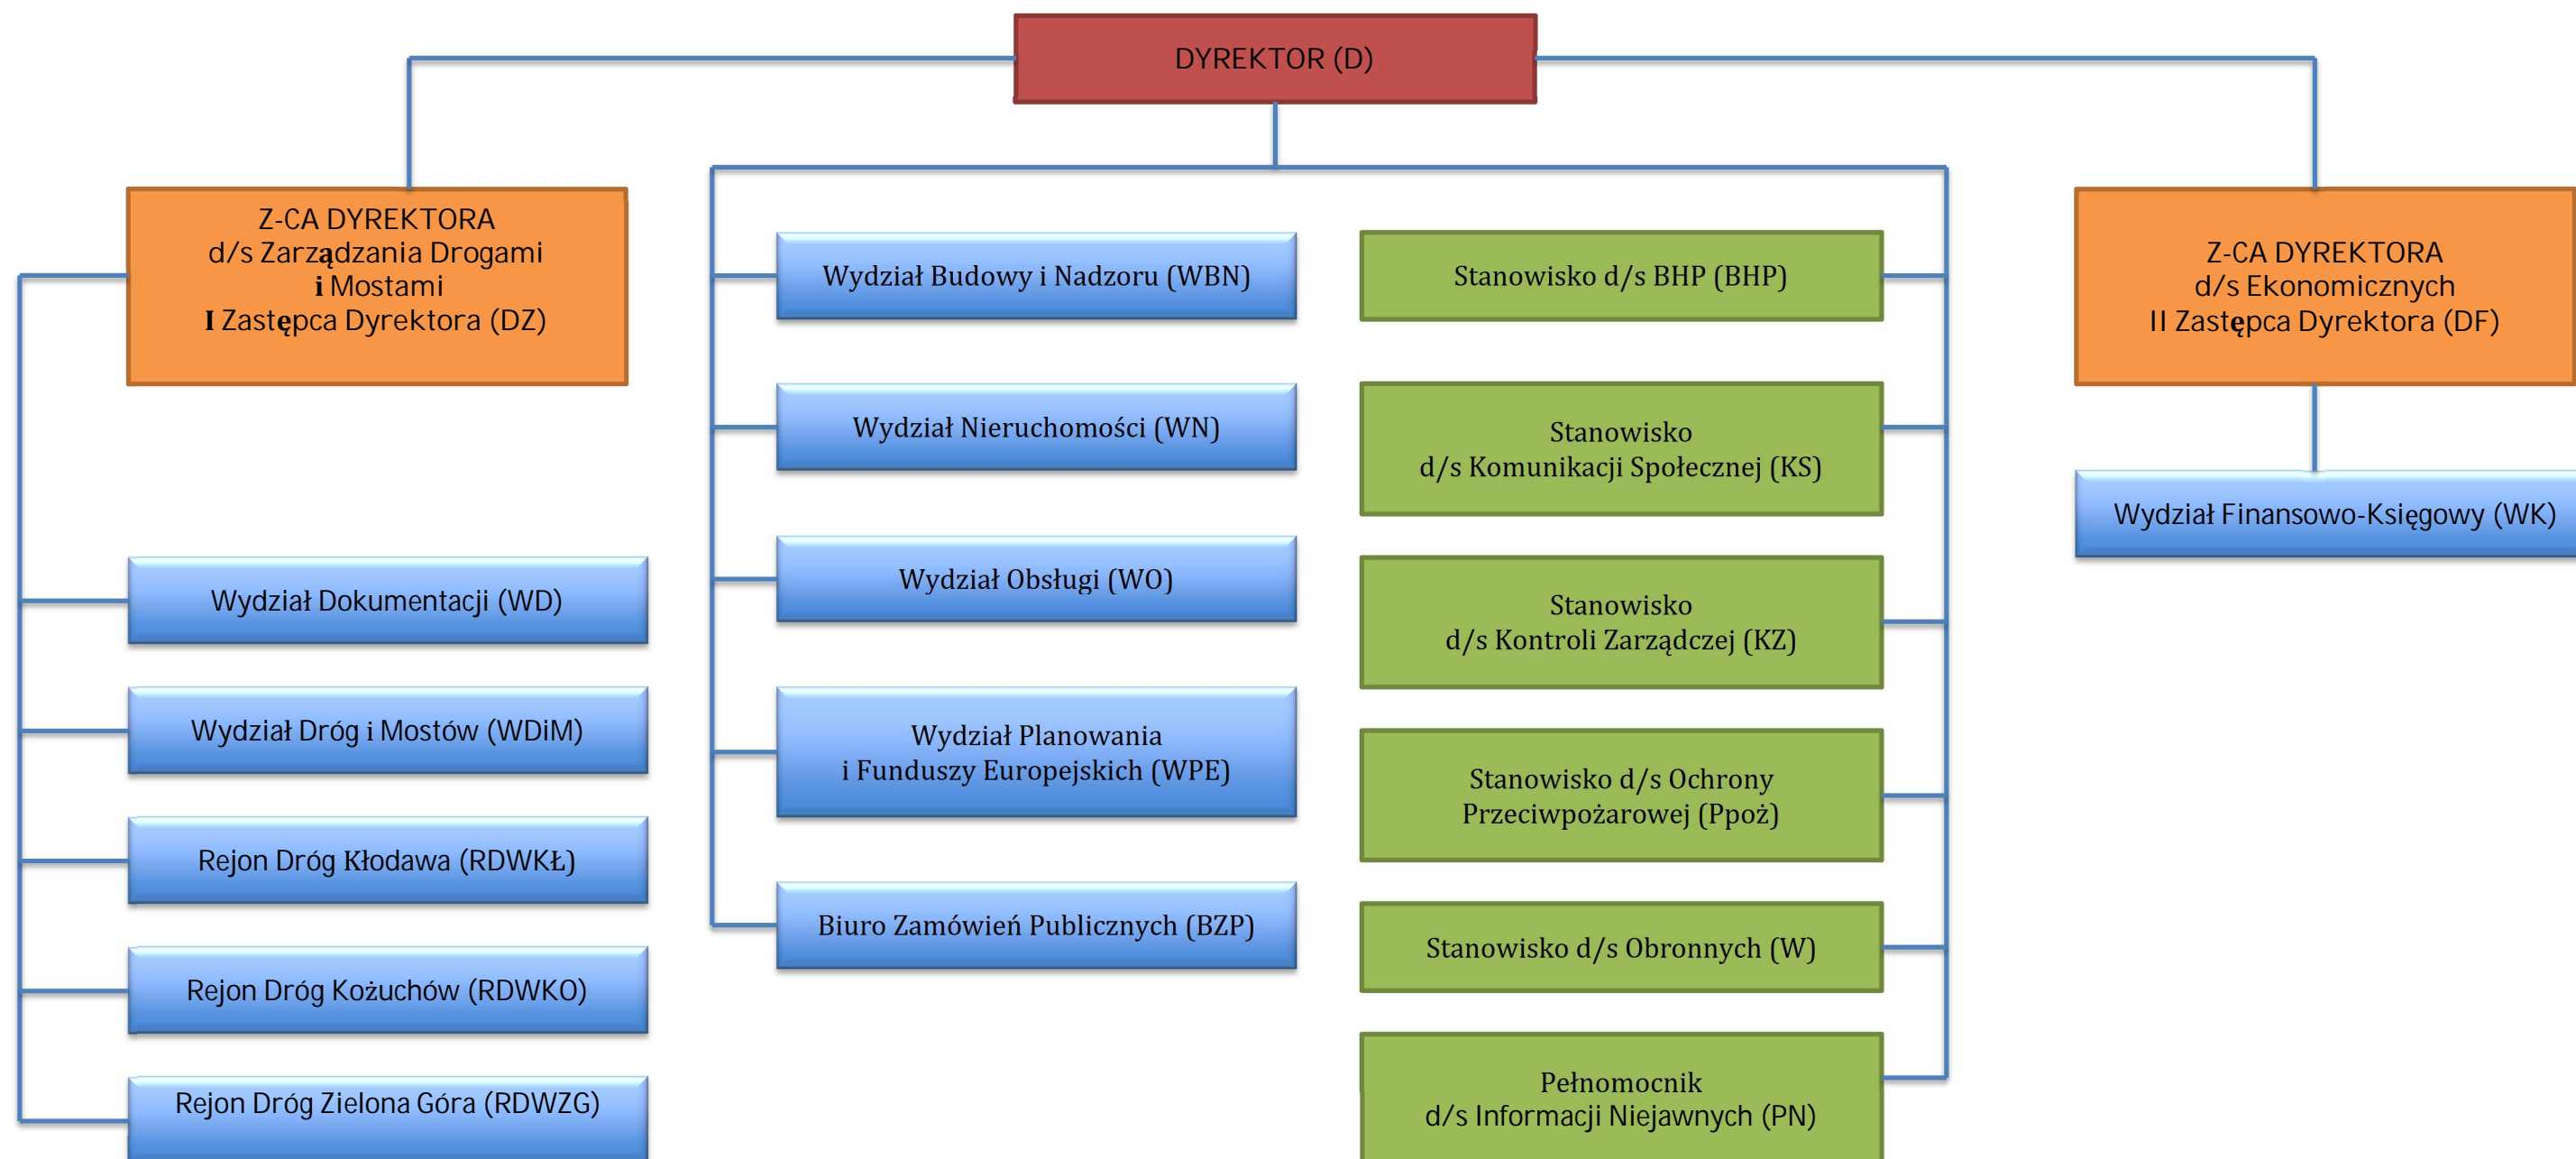 DYREKTOR (D)
Z-CA DYREKTORA
d/s Zarządzania Drogami
i Mostami
I Zastępca Dyrektora (DZ)
Wydział Dokumentacji (WD)
Wydział Dróg i Mostów (WDiM)
Rejon Dróg Kłodawa (RDWKŁ)
Rejon Dróg Kożuchów (RDWKO)
Rejon Dróg Zielona Góra (RDWZG)
Wydział Budowy i Nadzoru (WBN)
Wydział Nieruchomości (WN)
Wydział Obsługi (WO)
Wydział Planowania
i Funduszy Europejskich (WPE)
Biuro Zamówień Publicznych (BZP)
Stanowisko d/s BHP (BHP)
Stanowisko
d/s Komunikacji Społecznej (KS)
Stanowisko
d/s Kontroli Zarządczej (KZ)
Stanowisko d/s Ochrony
Przeciwpożarowej (Ppoż)
Stanowisko d/s Obronnych (W)
Pełnomocnik
d/s Informacji Niejawnych (PN)
Z-CA DYREKTORA
d/s Ekonomicznych
II Zastępca Dyrektora (DF)
Wydział Finansowo-Księgowy (WK)